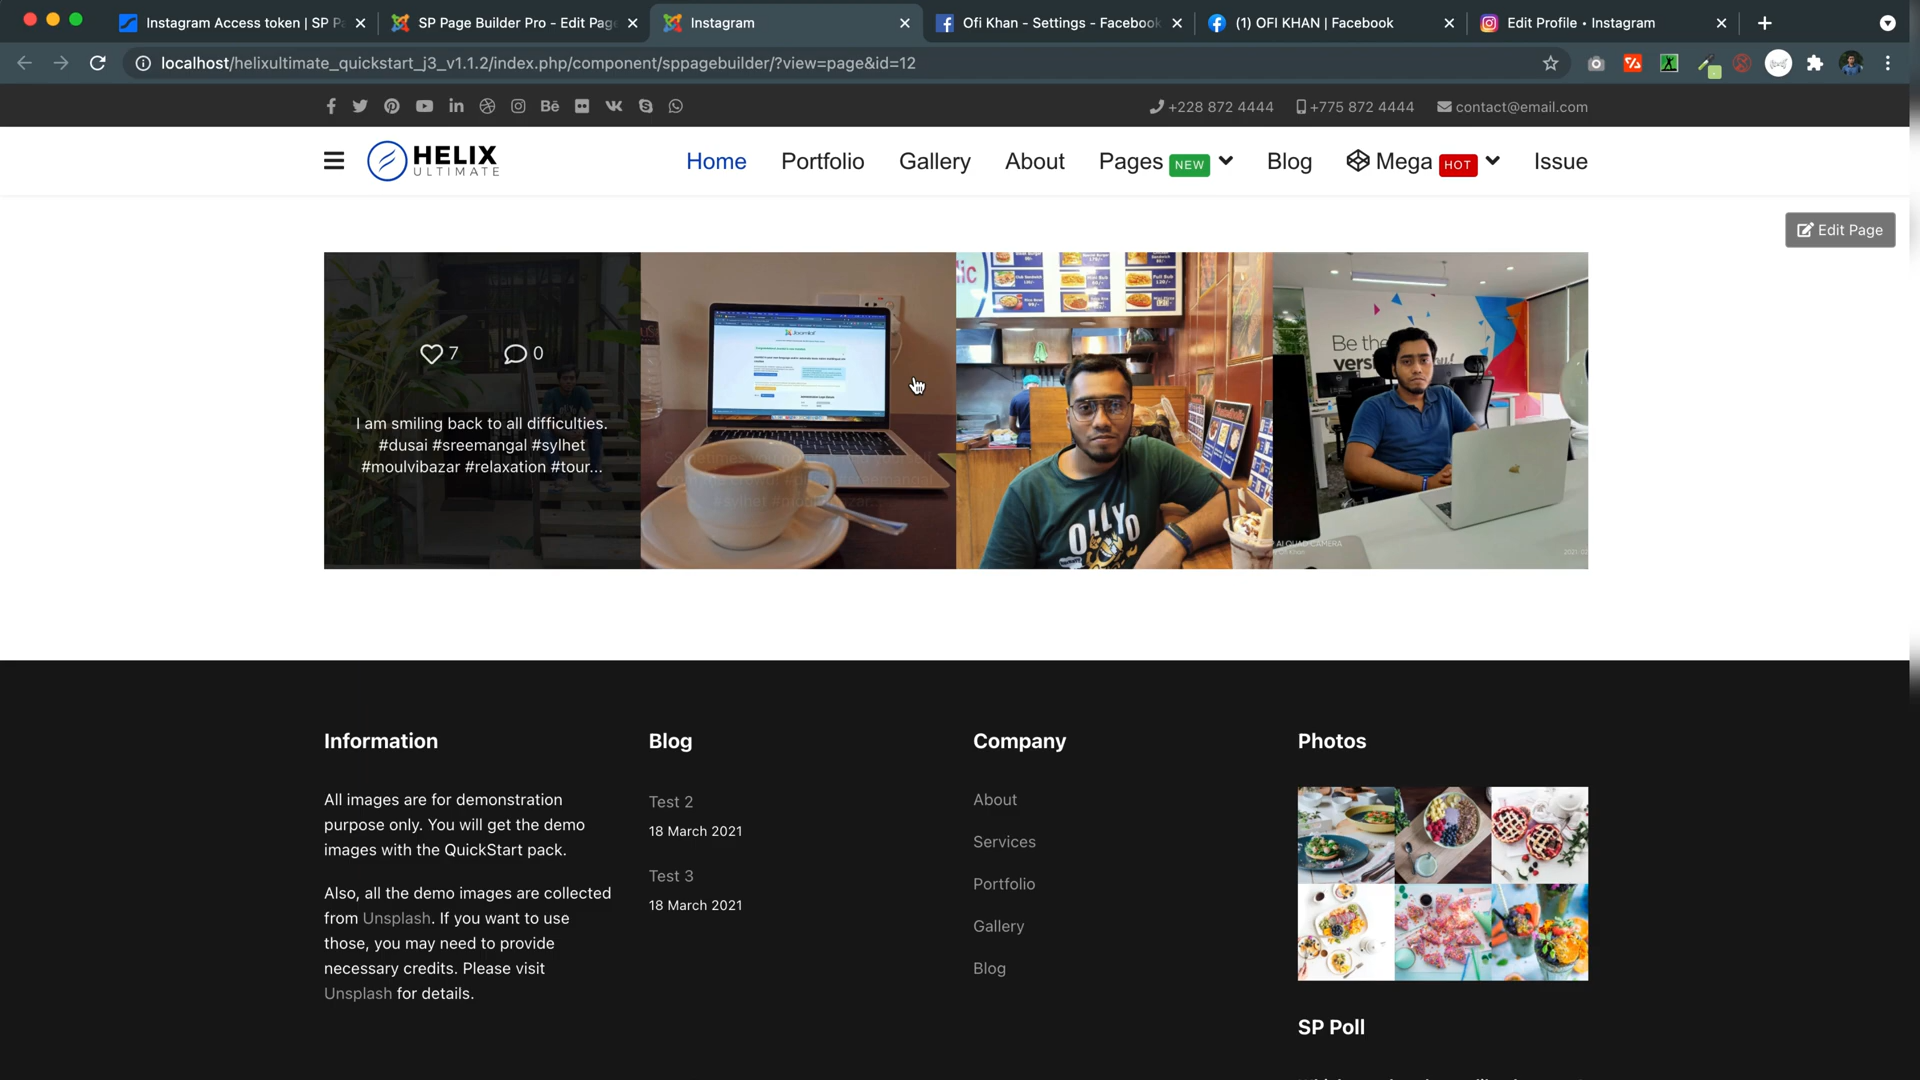 Instagram Access token | SP P
SP Page Builder Pro - Edit Pag
Instagram
Ofi Khan - Settings - Facebook
(1) OFI KHAN | Facebook
Edit Profile • Instagram
localhost/helixultimate_quickstart_j3_v1.1.2/index.php/component/sppagebuilder/?view=page&id=12
+228 872 4444
+775 872 4444
contact@email.com
HELIX
ULTIMATE
Home
Portfolio
Gallery
About
Pages NEW
Blog
Mega HOT
Issue
Edit Page
7
0
I am smiling back to all difficulties.
#dusai #sreemangal #sylhet
#moulvibazar #relaxation #tour...
OLLYO
Be the
AI QUAD CAMERA
Information
All images are for demonstration
purpose only. You will get the demo
images with the QuickStart pack.
Also, all the demo images are collected
from Unsplash. If you want to use
those, you may need to provide
necessary credits. Please visit
Unsplash for details.
Blog
Test 2
18 March 2021
Test 3
18 March 2021
Company
About
Services
Portfolio
Gallery
Blog
Photos
SP Poll